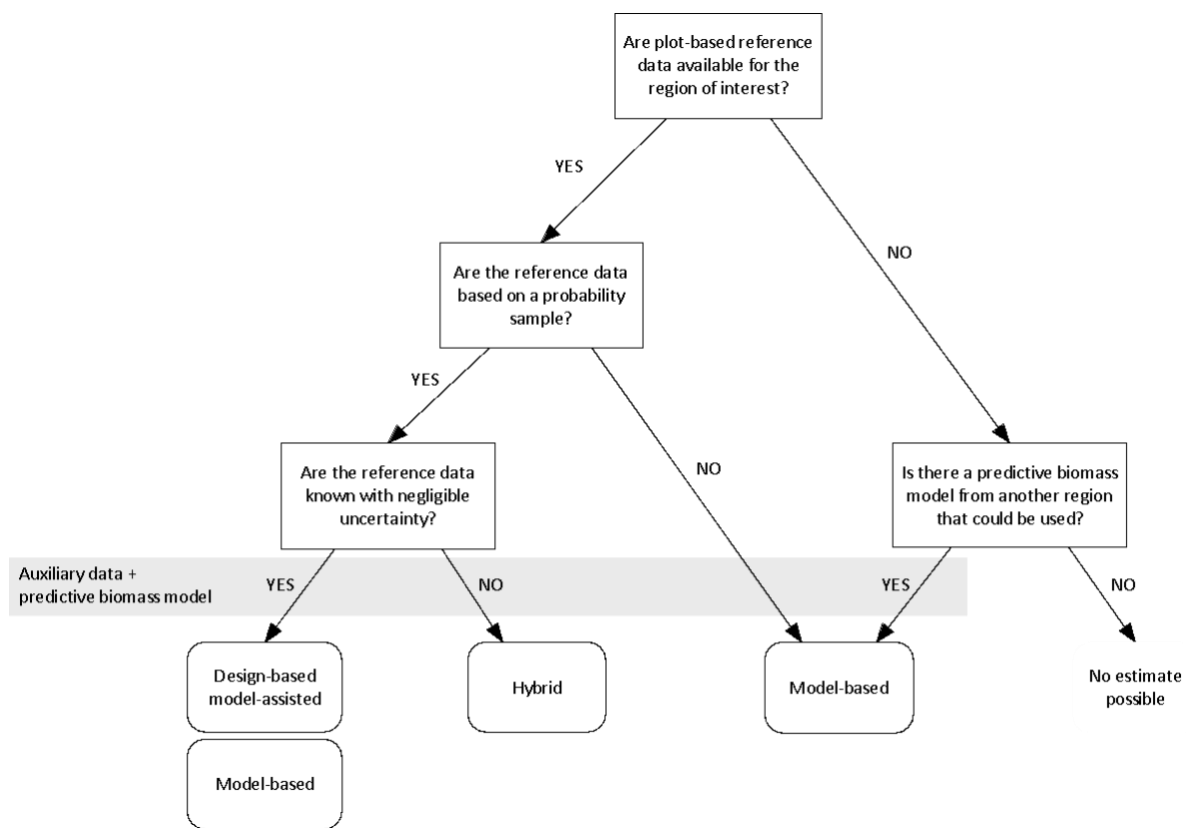 Are plot-based reference
data available for the
region of interest?
YES
NO
Are the reference data
based on a probability
sample?
YES
NO
Are the reference data
known with negligible
uncertainty?
Is there a predictive biomass
model from another region
that could be used?
Auxiliary data +
predictive biomass model
YES
NO
YES
NO
Design-based
model-assisted
Hybrid
Model-based
No estimate
possible
Model-based